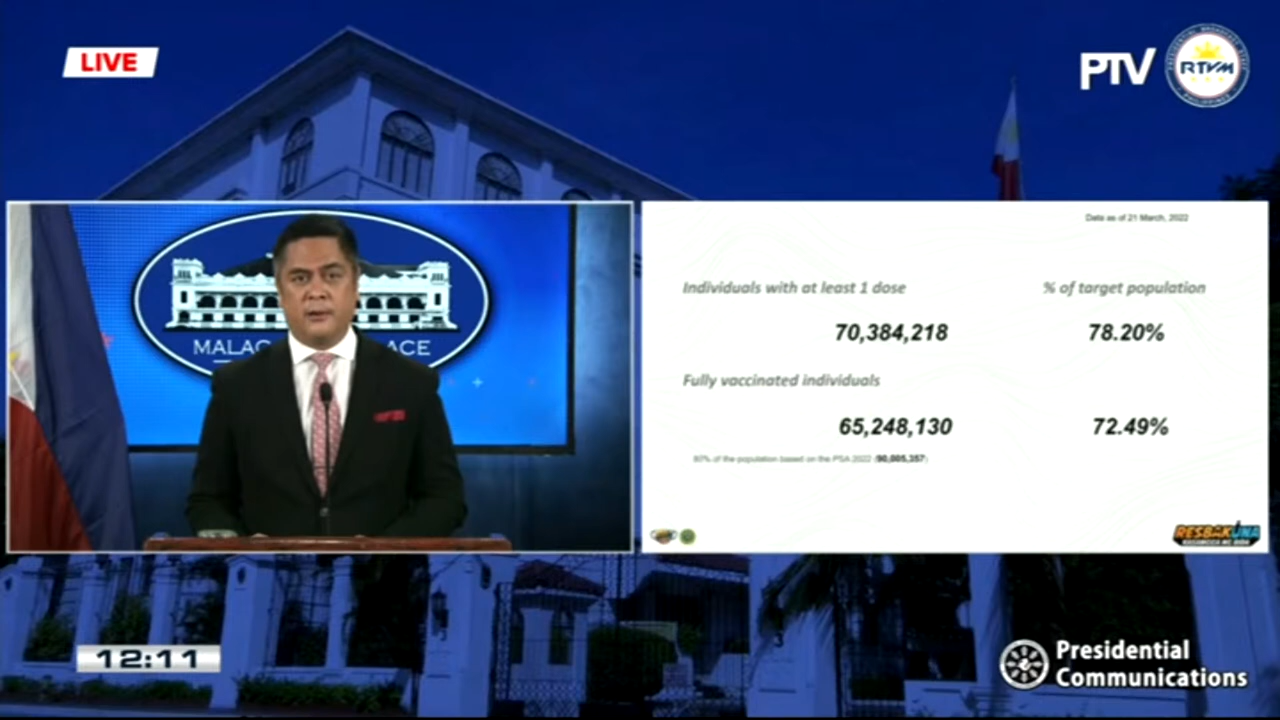 LIVE
PTV
RTVM
MALAC
ACE
Data as of 21 March, 2022
Individuals with at least 1 dose
% of target population
70,384,218
78.20%
Fully vaccinated individuals
65,248,130
72.49%
80% of the population based on the PSA 2022 (90,005,357)
RESBAKUNA
12:11
Presidential
Communications